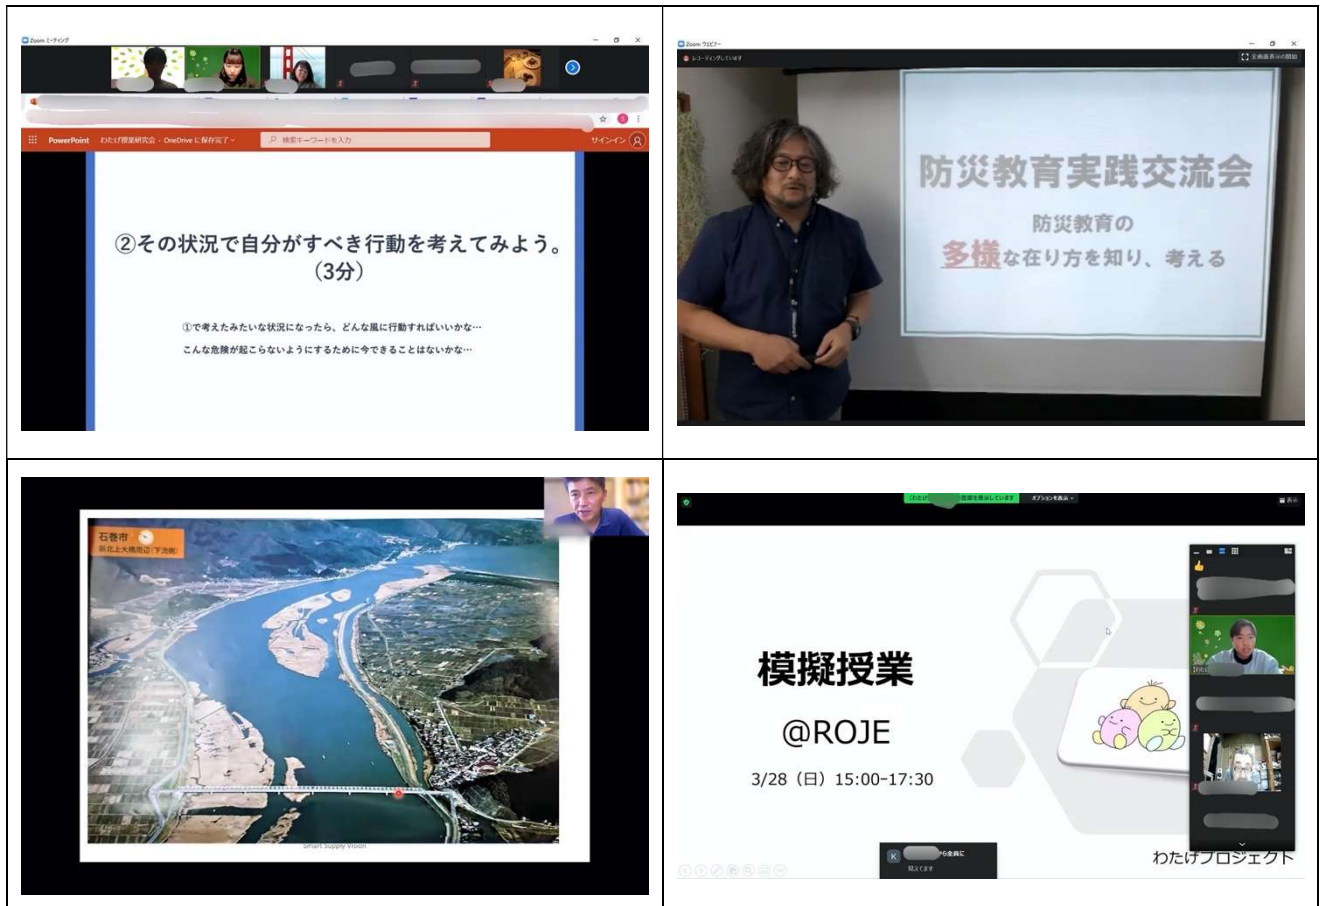 Zoom ミーティング
PowerPoint わたげ授業研究会 - OneDrive に保存完了
検索キーワードを入力
サインイン
②その状況で自分がすべき行動を考えてみよう。
（3分）
①で考えたみたいな状況になったら、どんな風に行動すればいいかな…
こんな危険が起こらないようにするために今できることはないかな…
Zoom ウェビナー
レコーディングしています
全画面表示の開始
防災教育実践交流会
防災教育の
多様な在り方を知り、考える
石巻市
新北上大橋周辺（下流側）
Smart Supply Vision
オプションを表示
表示
模擬授業
@ROJE
3/28（日）15:00-17:30
K
から全員に
見えてます
わたげプロジェクト